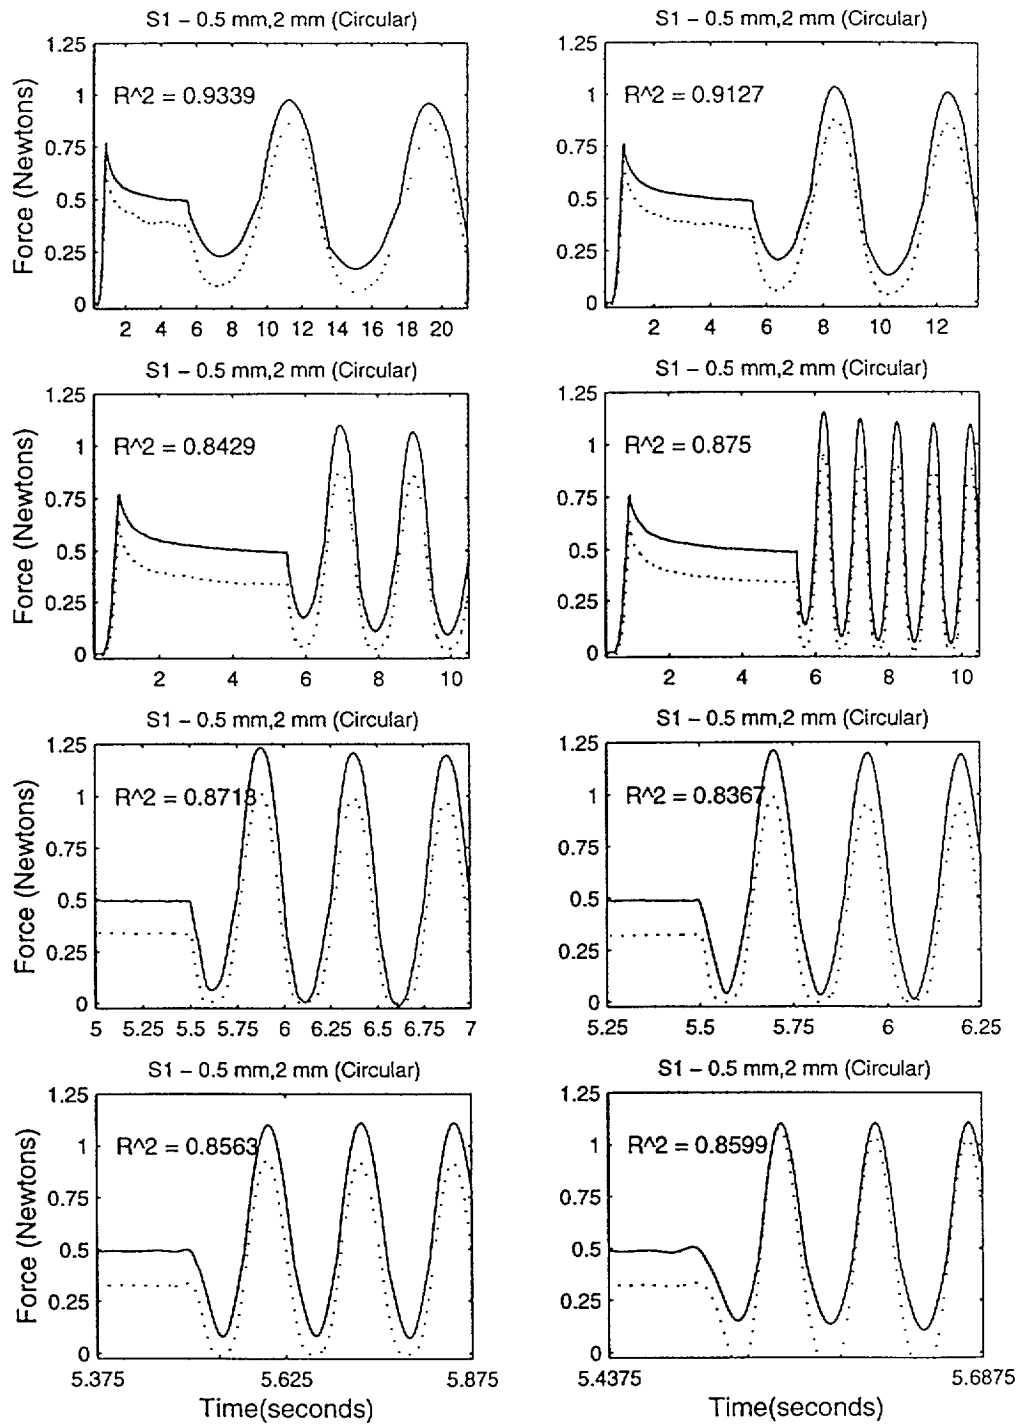 S1 – 0.5 mm,2 mm (Circular)
S1 – 0.5 mm,2 mm (Circular)
Force (Newtons)
1.25
1
0.75
0.5
0.25
0
R^2 = 0.9339
2 4 6 8 10 12 14 16 18 20
1.25
1
0.75
0.5
0.25
0
R^2 = 0.9127
2 4 6 8 10 12
S1 – 0.5 mm,2 mm (Circular)
S1 – 0.5 mm,2 mm (Circular)
Force (Newtons)
1.25
1
0.75
0.5
0.25
0
R^2 = 0.8429
2 4 6 8 10
1.25
1
0.75
0.5
0.25
0
R^2 = 0.875
2 4 6 8 10
S1 – 0.5 mm,2 mm (Circular)
S1 – 0.5 mm,2 mm (Circular)
Force (Newtons)
1.25
1
0.75
0.5
0.25
0
R^2 = 0.8713
5 5.25 5.5 5.75 6 6.25 6.5 6.75 7
1.25
1
0.75
0.5
0.25
0
R^2 = 0.8367
5.25 5.5 5.75 6 6.25
S1 – 0.5 mm,2 mm (Circular)
S1 – 0.5 mm,2 mm (Circular)
Force (Newtons)
1.25
1
0.75
0.5
0.25
0
R^2 = 0.8563
5.375 5.625 5.875
Time(seconds)
1.25
1
0.75
0.5
0.25
0
R^2 = 0.8599
5.4375 5.6875
Time(seconds)